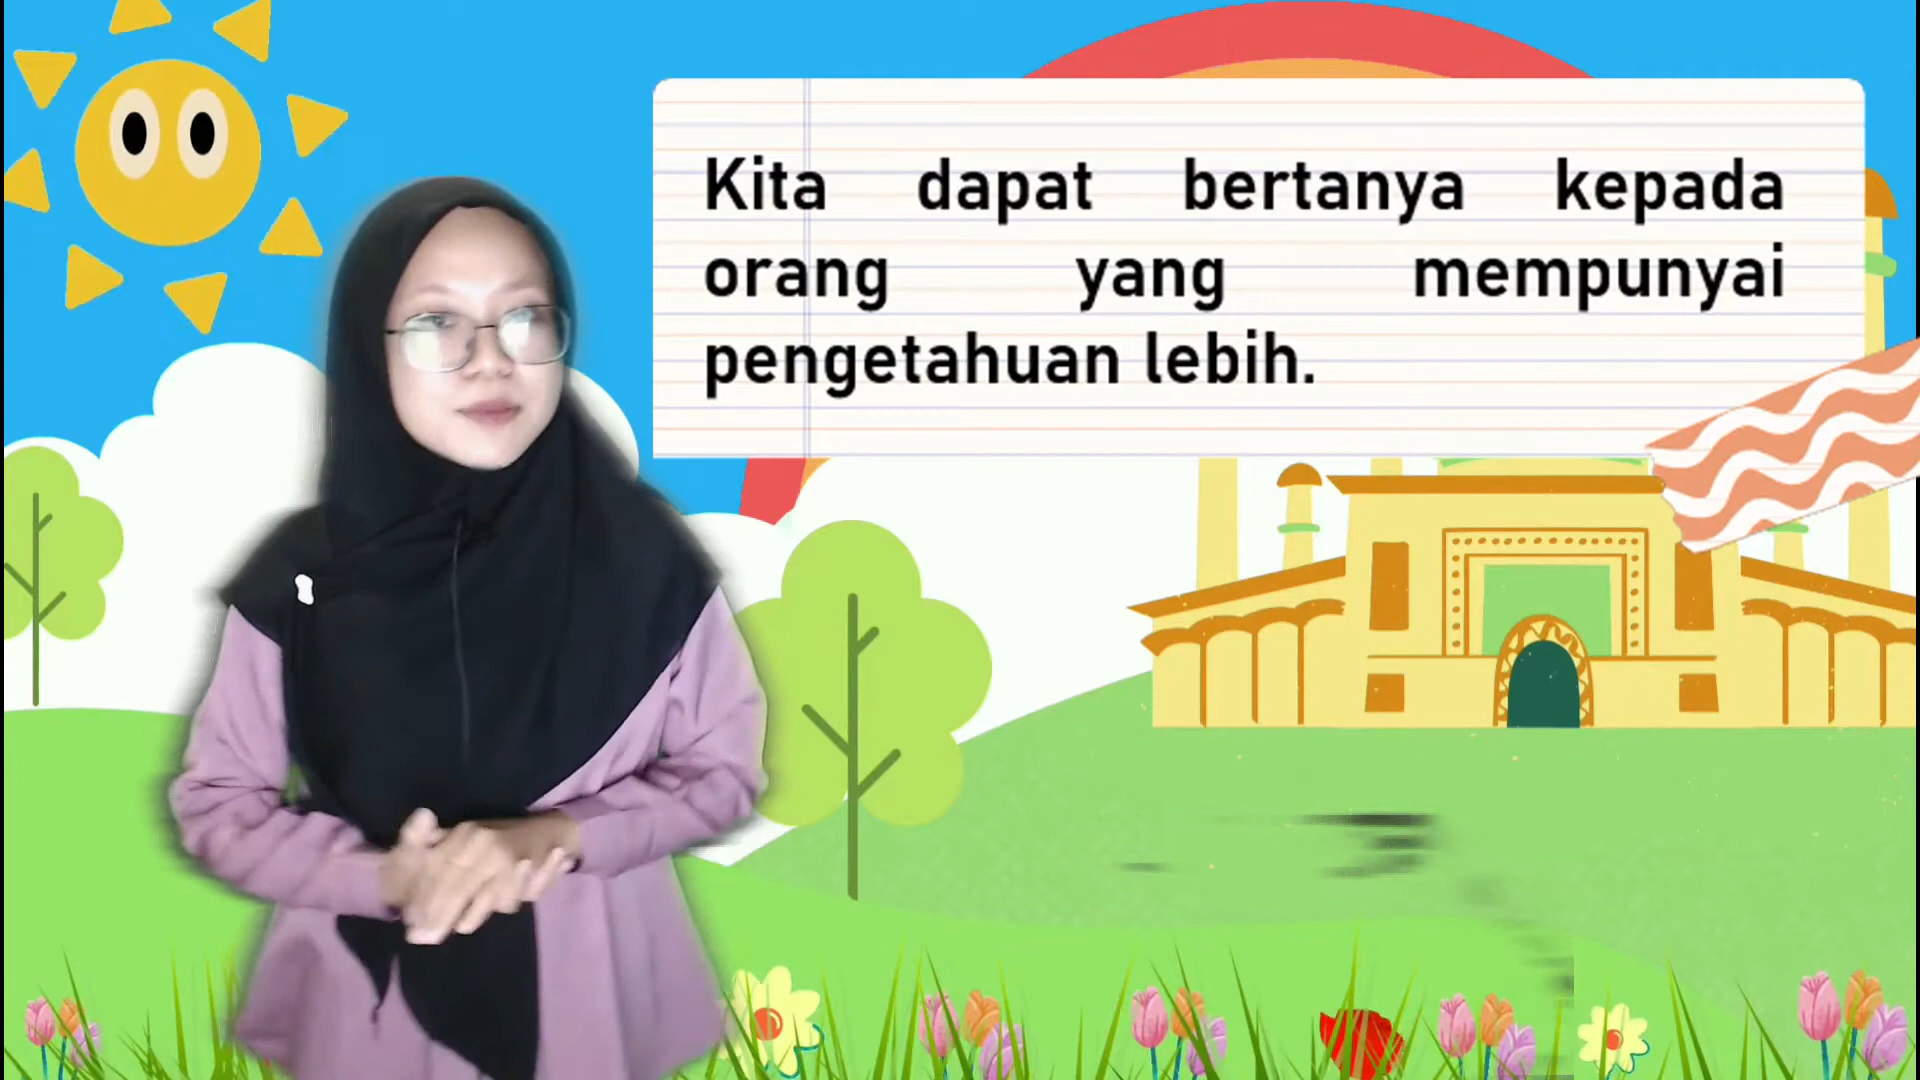 Kita dapat bertanya kepada
orang yang mempunyai
pengetahuan lebih.